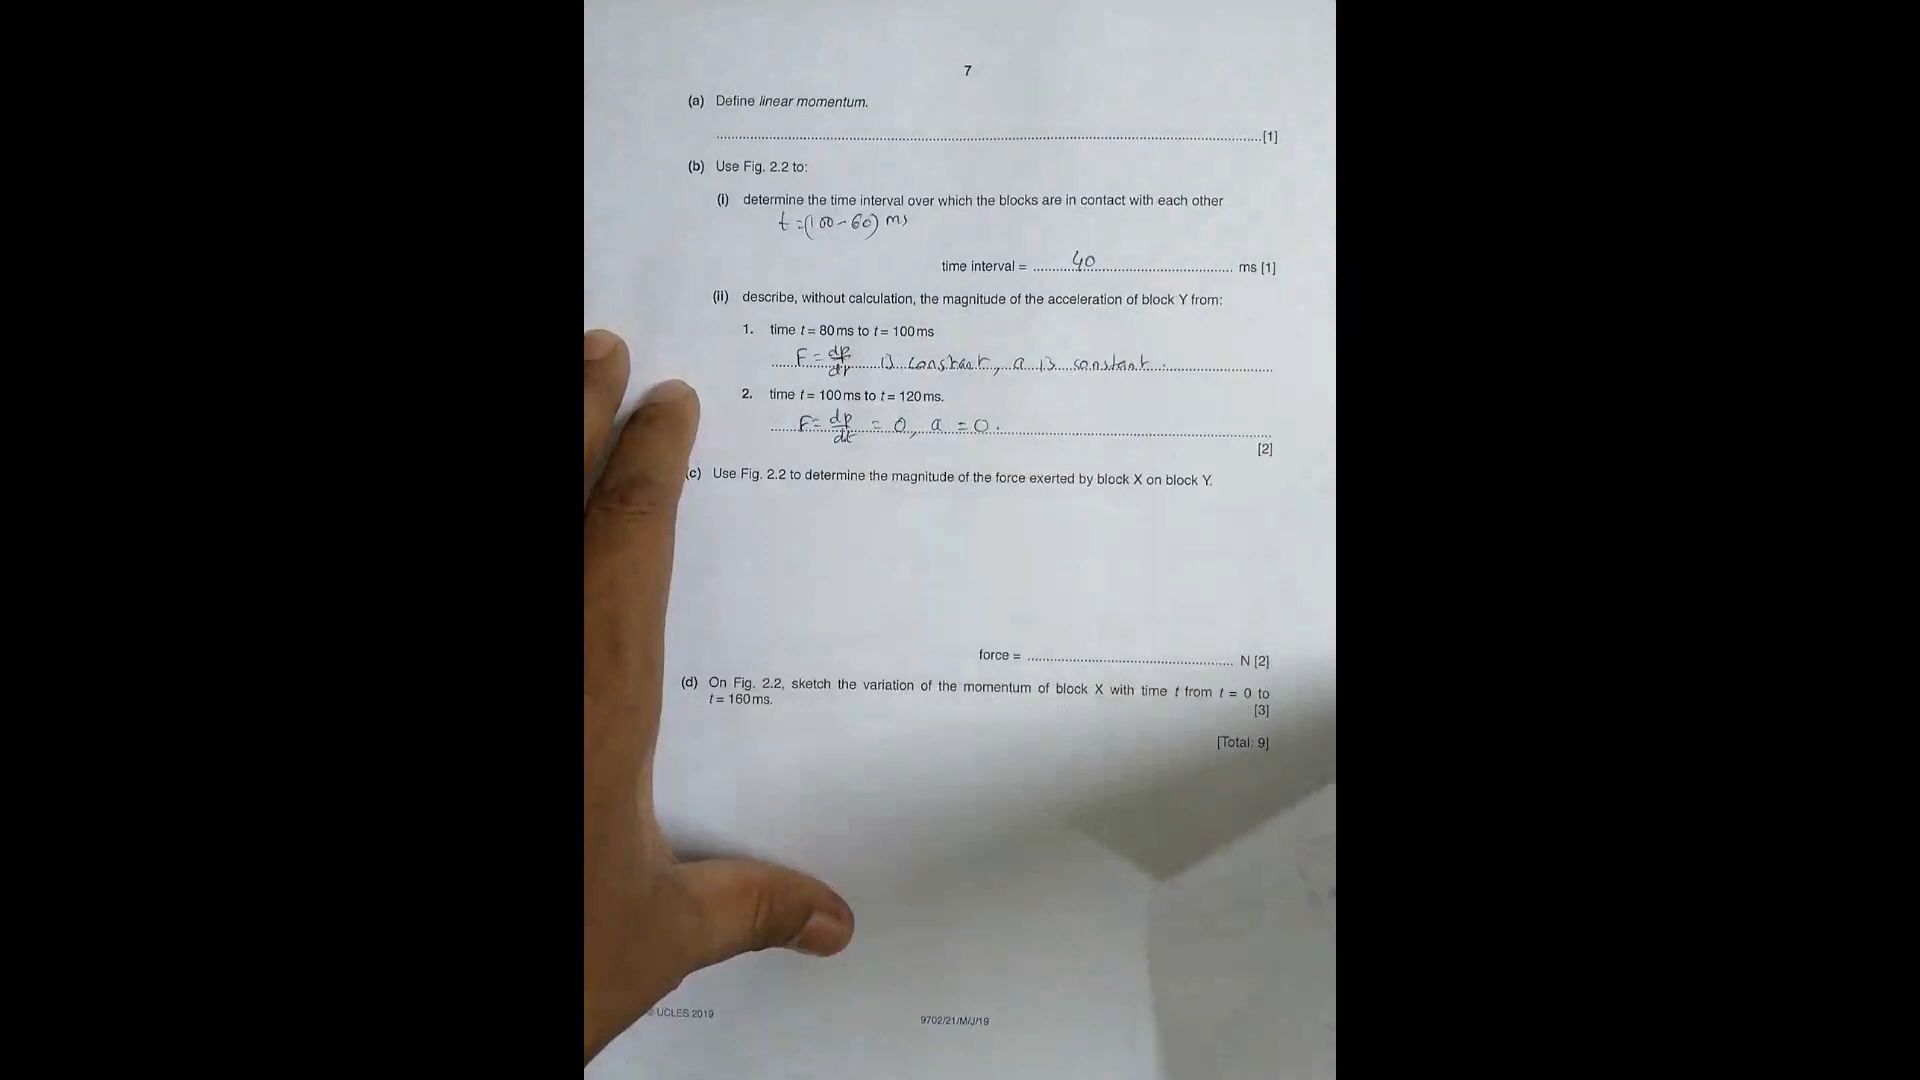 7
(a) Define linear momentum.
[1]
(b) Use Fig. 2.2 to:
(i) determine the time interval over which the blocks are in contact with each other
t = (100 - 60) ms
time interval = 40 ms [1]
(ii) describe, without calculation, the magnitude of the acceleration of block Y from:
1. time t = 80 ms to t = 100 ms
F = dp/dt is constant, a is constant.
2. time t = 100 ms to t = 120 ms.
F = dp/dt = 0, a = 0.
[2]
(c) Use Fig. 2.2 to determine the magnitude of the force exerted by block X on block Y.
force = N [2]
(d) On Fig. 2.2, sketch the variation of the momentum of block X with time t from t = 0 to
t = 160 ms.
[3]
[Total: 9]
© UCLES 2019
9702/21/M/J/19